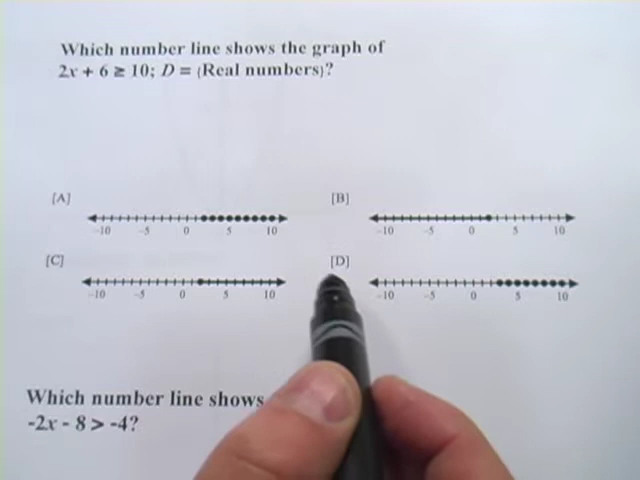 Which number line shows the graph of
2x + 6 ≥ 10; D = {Real numbers}?
[A]
-10 -5 0 5 10
[B]
-10 -5 0 5 10
[C]
-10 -5 0 5 10
[D]
-10 -5 0 5 10
Which number line shows
-2x - 8 > -4?